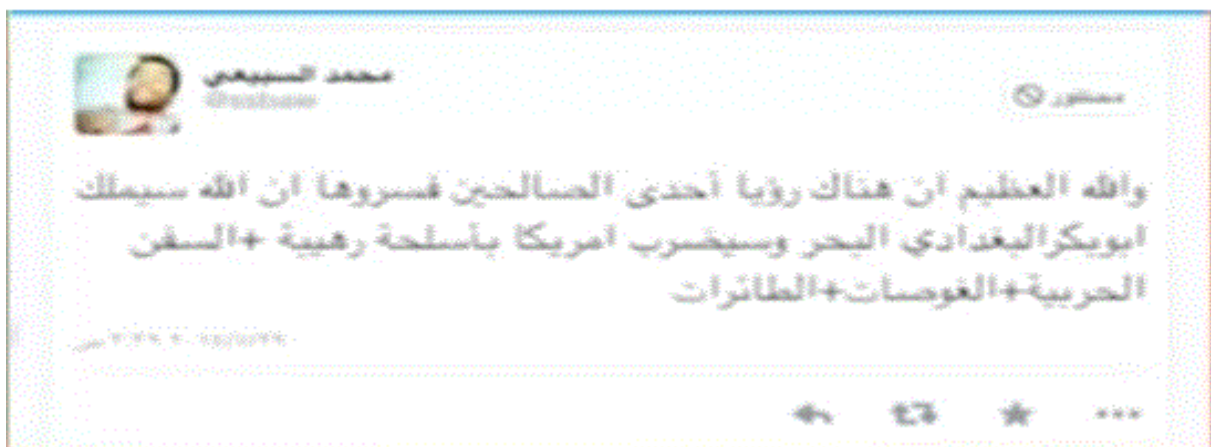 محمد السبيعي
والله العظيم ان هناك رؤيا أحدى الصالحين فسروها ان الله سيملك
ابوبكرالبغدادي البحر وسيضرب امريكا بأسلحة رهيبة +السفن
الحربية+الغوصات+الطائرات